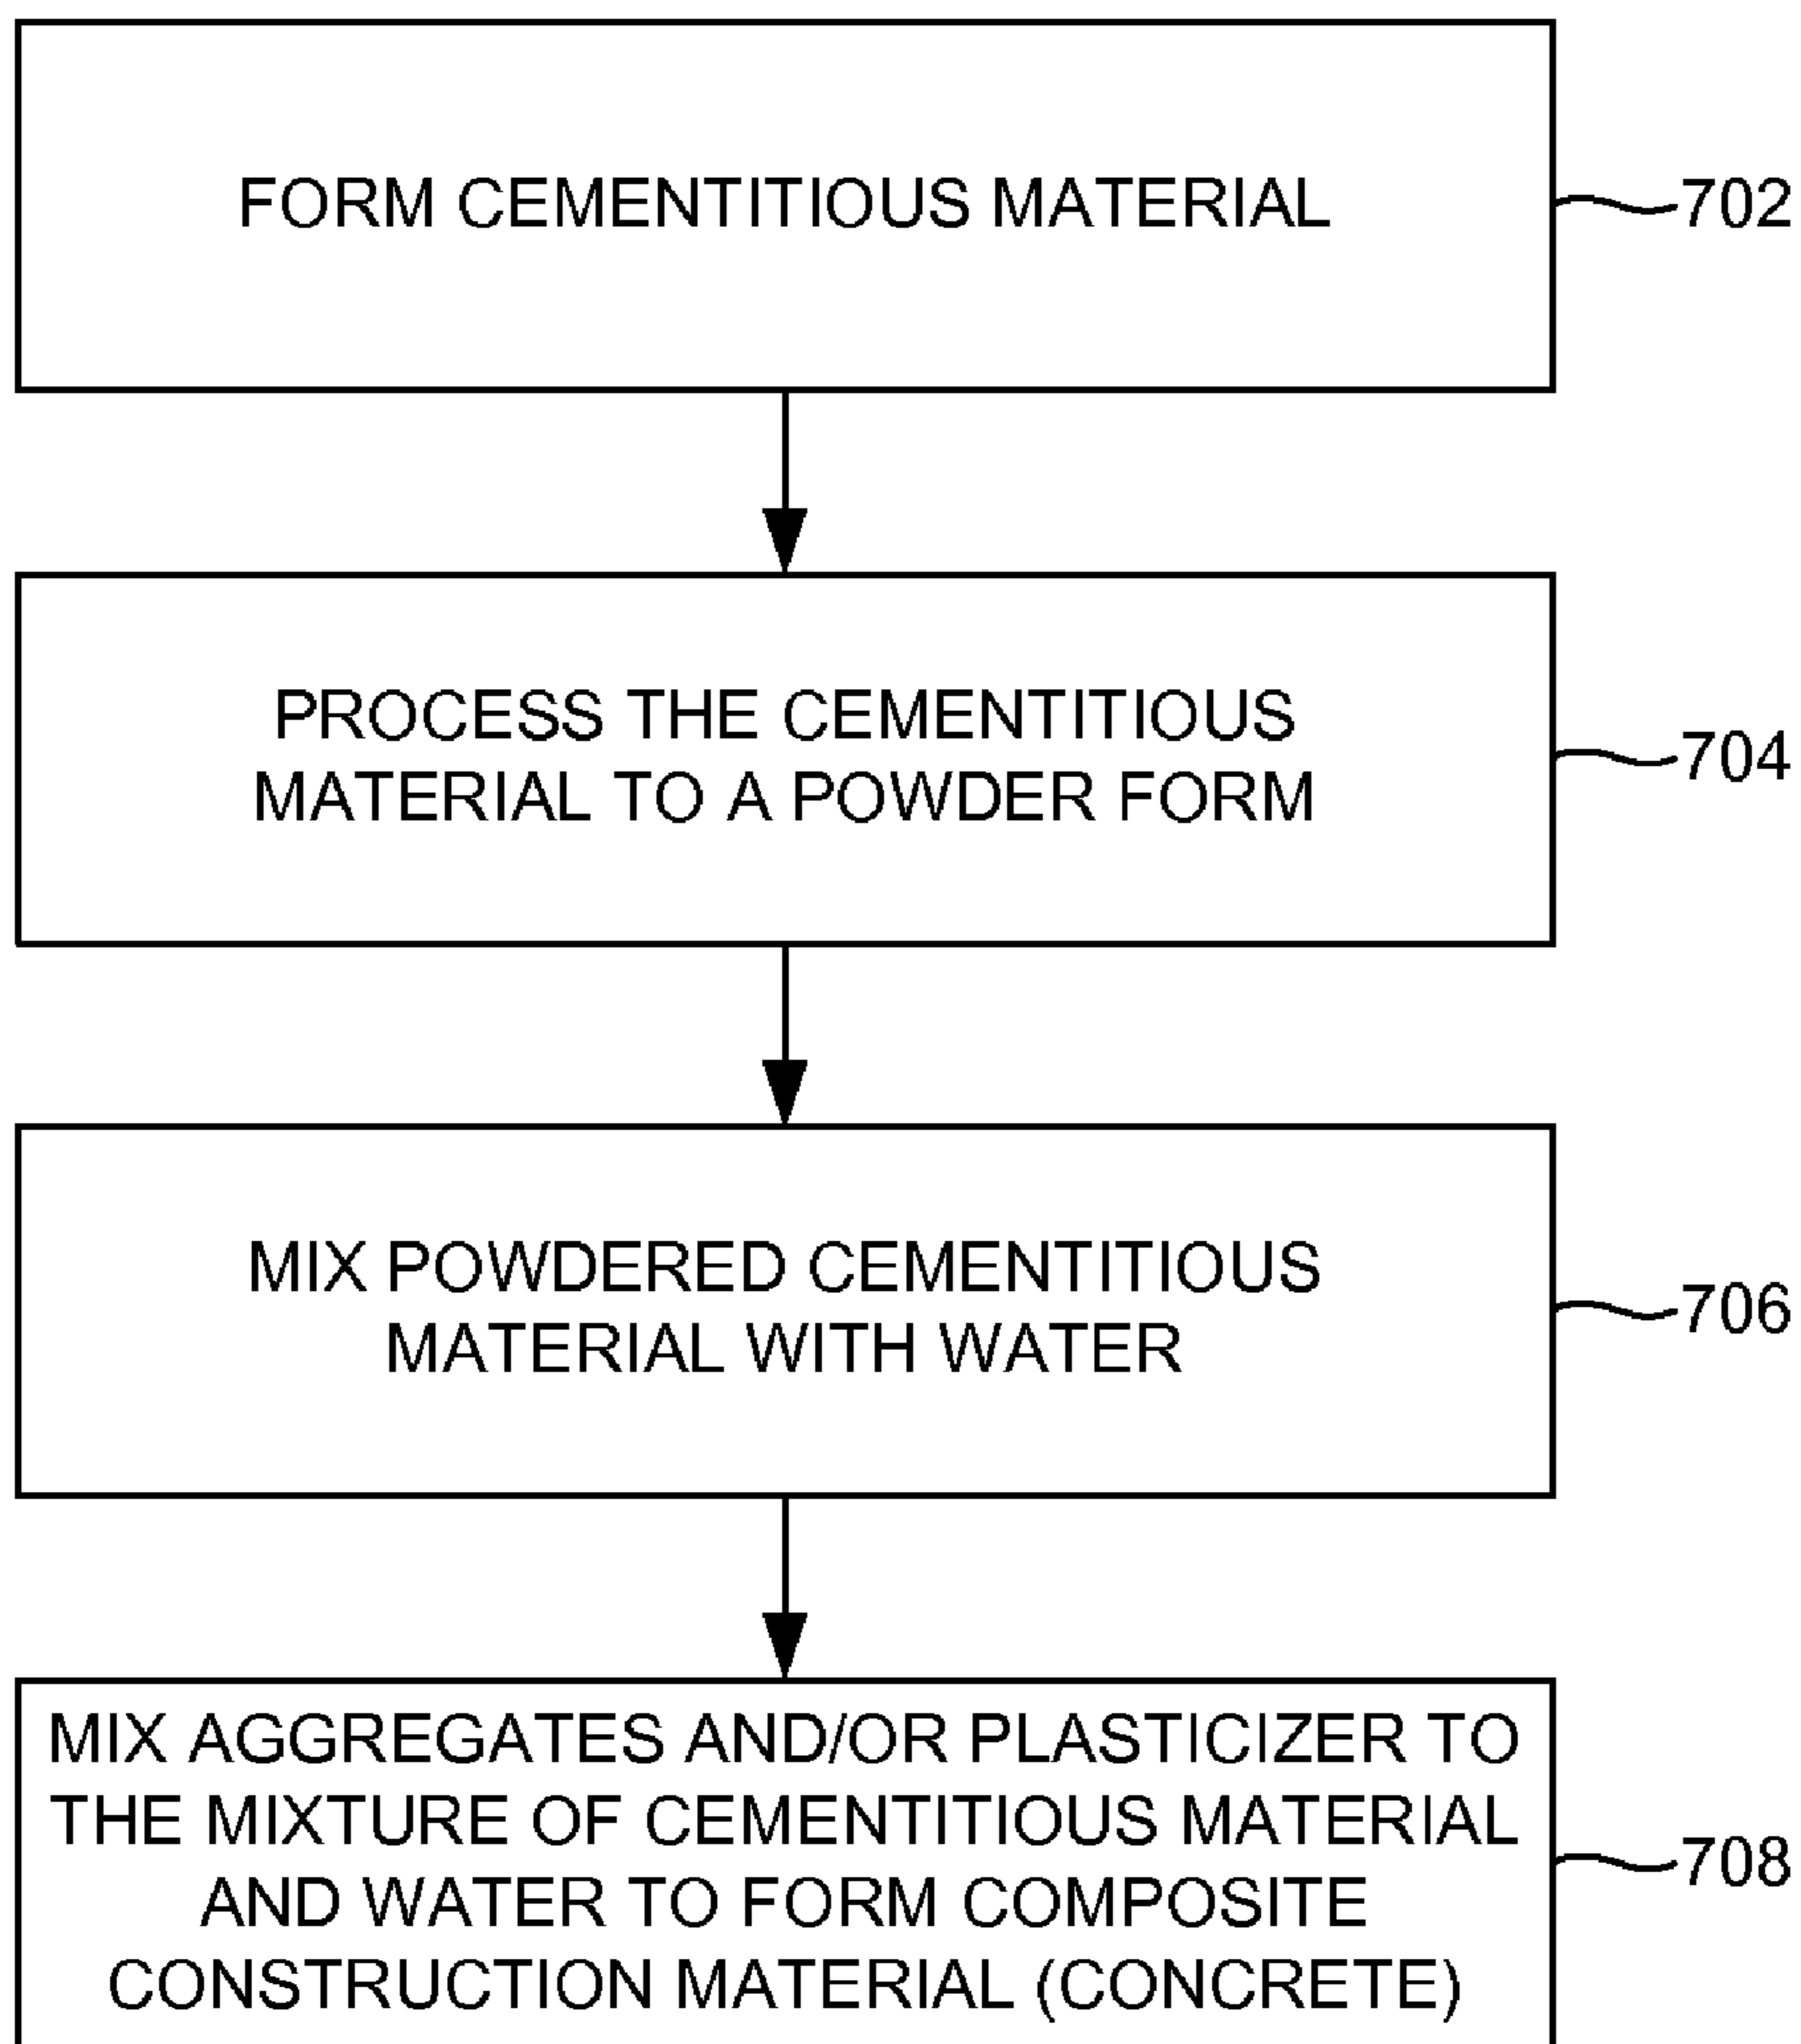 FORM CEMENTITIOUS MATERIAL
702
PROCESS THE CEMENTITIOUS
MATERIAL TO A POWDER FORM
704
MIX POWDERED CEMENTITIOUS
MATERIAL WITH WATER
706
MIX AGGREGATES AND/OR PLASTICIZER TO
THE MIXTURE OF CEMENTITIOUS MATERIAL
AND WATER TO FORM COMPOSITE
CONSTRUCTION MATERIAL (CONCRETE)
708